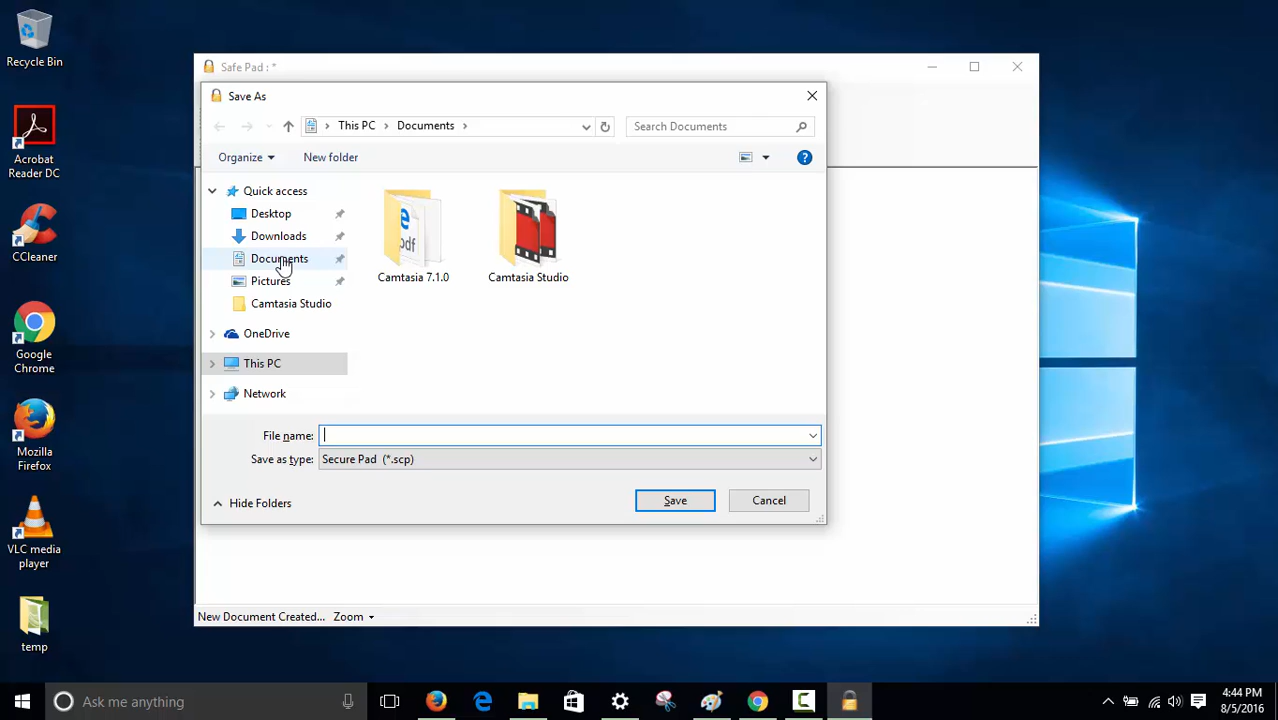 Recycle Bin
Acrobat
Reader DC
CCleaner
Google
Chrome
Mozilla
Firefox
VLC media
player
temp
Safe Pad : *
Save As
This PC
Documents
Search Documents
Organize
New folder
Quick access
Desktop
Downloads
Documents
Pictures
Camtasia Studio
OneDrive
This PC
Network
pdf
Camtasia 7.1.0
Camtasia Studio
File name:
Save as type: Secure Pad (*.scp)
Hide Folders
Save
Cancel
New Document Created... Zoom
Ask me anything
4:44 PM
8/5/2016